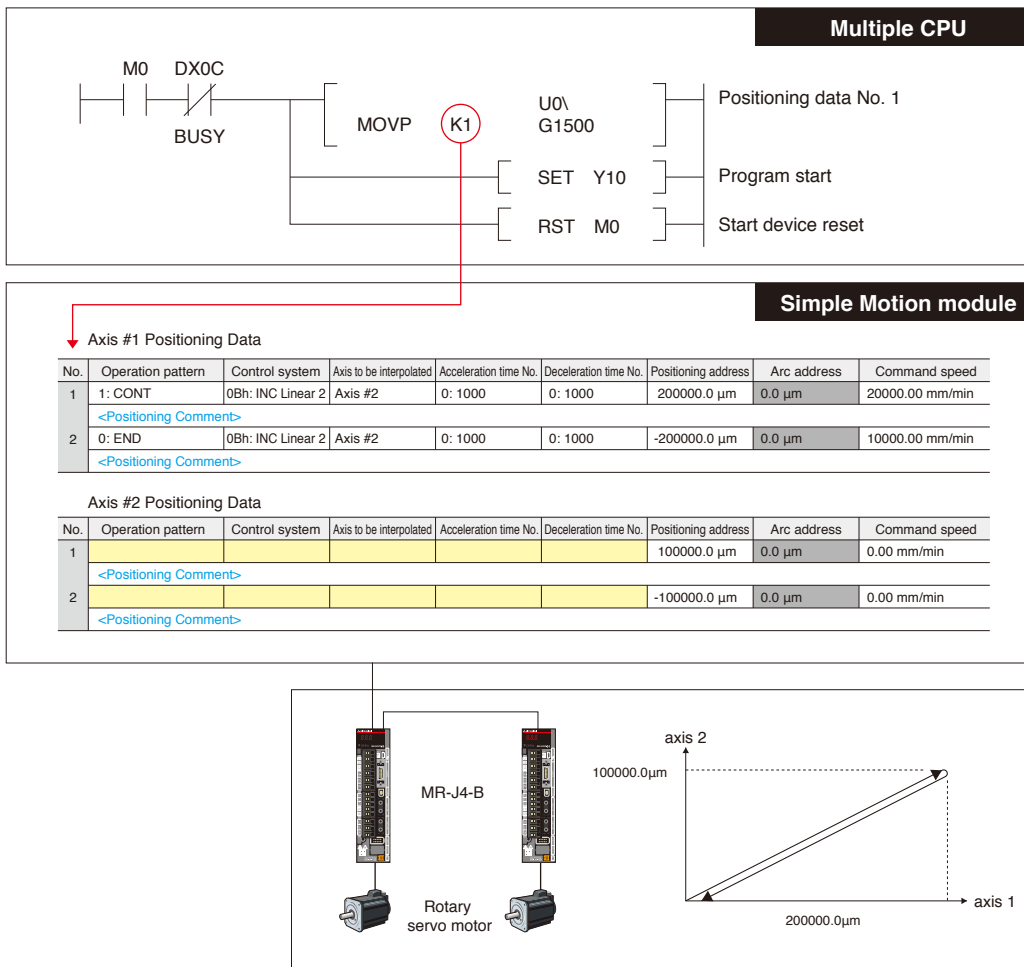 Multiple CPU
M0 DX0C
BUSY
MOVP K1 U0\
G1500
Positioning data No. 1
SET Y10 Program start
RST M0 Start device reset
Simple Motion module
Axis #1 Positioning Data
No. Operation pattern Control system Axis to be interpolated Acceleration time No. Deceleration time No. Positioning address Arc address Command speed
1 1: CONT 0Bh: INC Linear 2 Axis #2 0: 1000 0: 1000 200000.0 µm 0.0 µm 20000.00 mm/min
<Positioning Comment>
2 0: END 0Bh: INC Linear 2 Axis #2 0: 1000 0: 1000 -200000.0 µm 0.0 µm 10000.00 mm/min
<Positioning Comment>
Axis #2 Positioning Data
No. Operation pattern Control system Axis to be interpolated Acceleration time No. Deceleration time No. Positioning address Arc address Command speed
1 100000.0 µm 0.0 µm 0.00 mm/min
<Positioning Comment>
2 -100000.0 µm 0.0 µm 0.00 mm/min
<Positioning Comment>
MR-J4-B
Rotary
servo motor
axis 2
100000.0µm
axis 1
200000.0µm